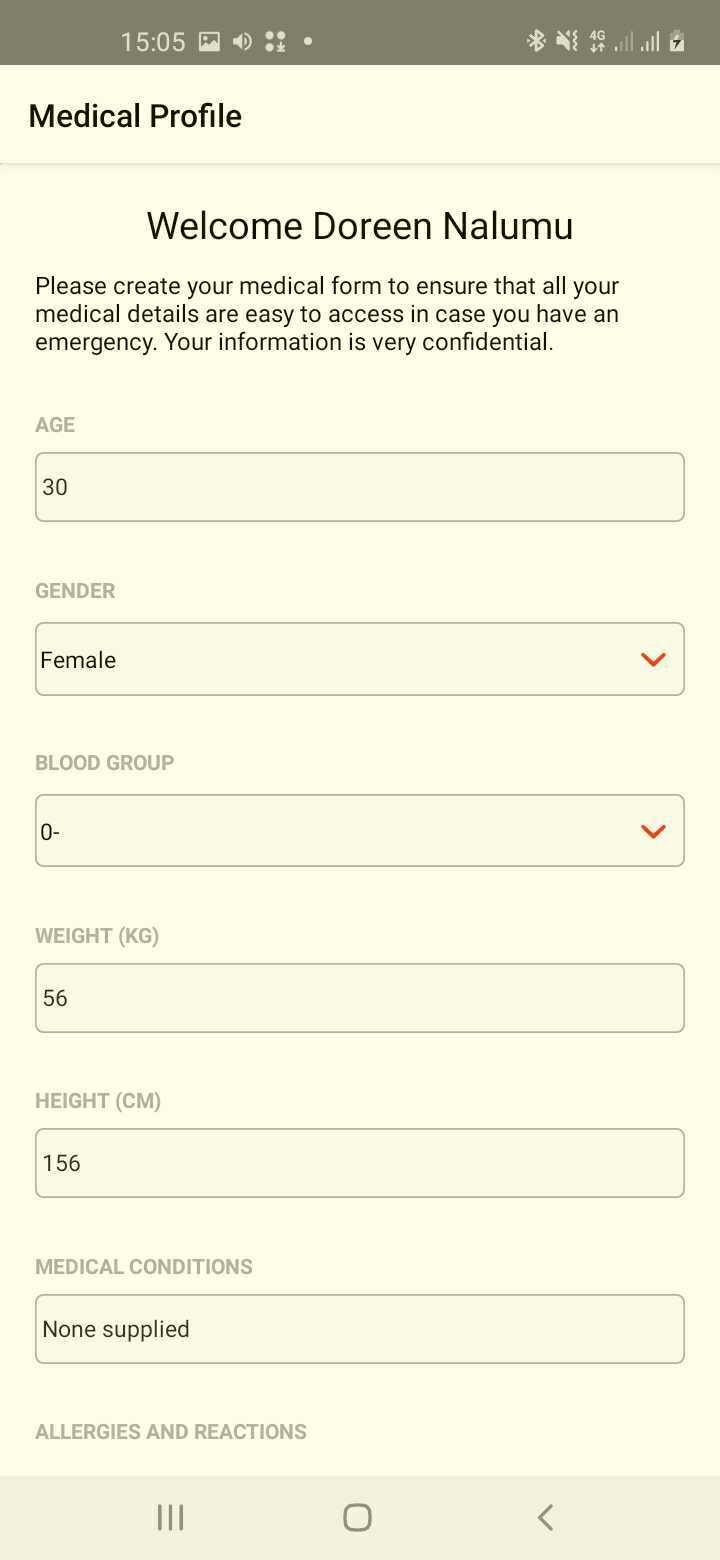 15:05
4G
Medical Profile
Welcome Doreen Nalumu
Please create your medical form to ensure that all your
medical details are easy to access in case you have an
emergency. Your information is very confidential.
AGE
30
GENDER
Female
BLOOD GROUP
0-
WEIGHT (KG)
56
HEIGHT (CM)
156
MEDICAL CONDITIONS
None supplied
ALLERGIES AND REACTIONS